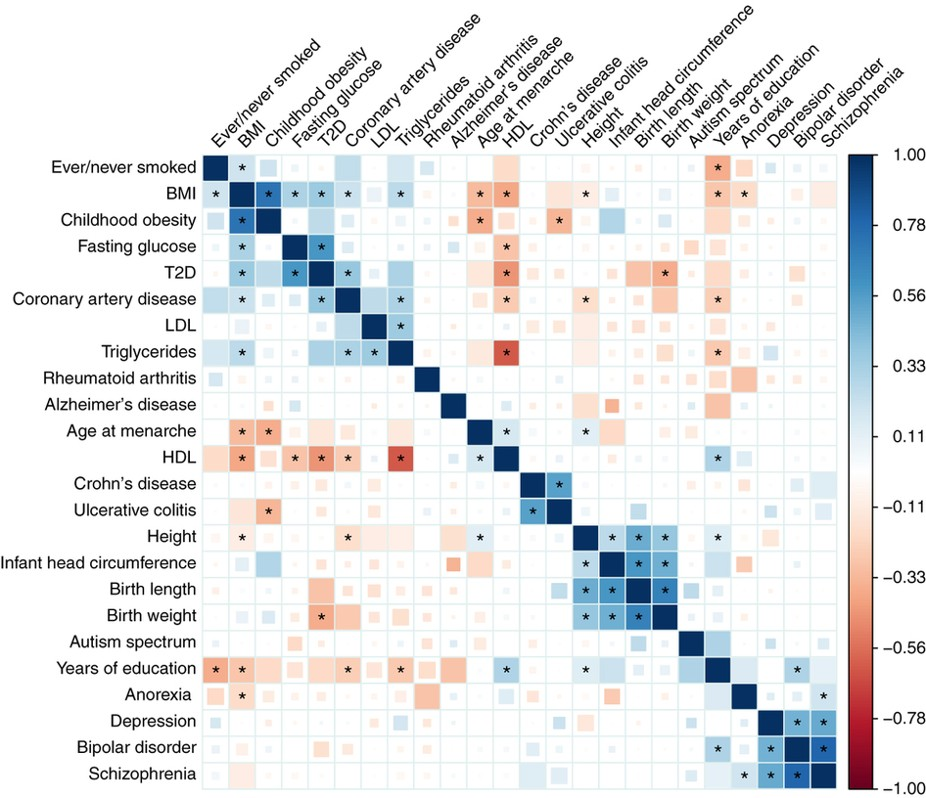 Ever/never smoked
BMI
Childhood obesity
Fasting glucose
T2D
Coronary artery disease
LDL
Triglycerides
Rheumatoid arthritis
Alzheimer's disease
Age at menarche
HDL
Crohn's disease
Ulcerative colitis
Height
Infant head circumference
Birth length
Birth weight
Autism spectrum
Years of education
Anorexia
Depression
Bipolar disorder
Schizophrenia
Ever/never smoked
BMI
Childhood obesity
Fasting glucose
T2D
Coronary artery disease
LDL
Triglycerides
Rheumatoid arthritis
Alzheimer's disease
Age at menarche
HDL
Crohn's disease
Ulcerative colitis
Height
Infant head circumference
Birth length
Birth weight
Autism spectrum
Years of education
Anorexia
Depression
Bipolar disorder
Schizophrenia
1.00
0.78
0.56
0.33
0.11
−0.11
−0.33
−0.56
−0.78
−1.00